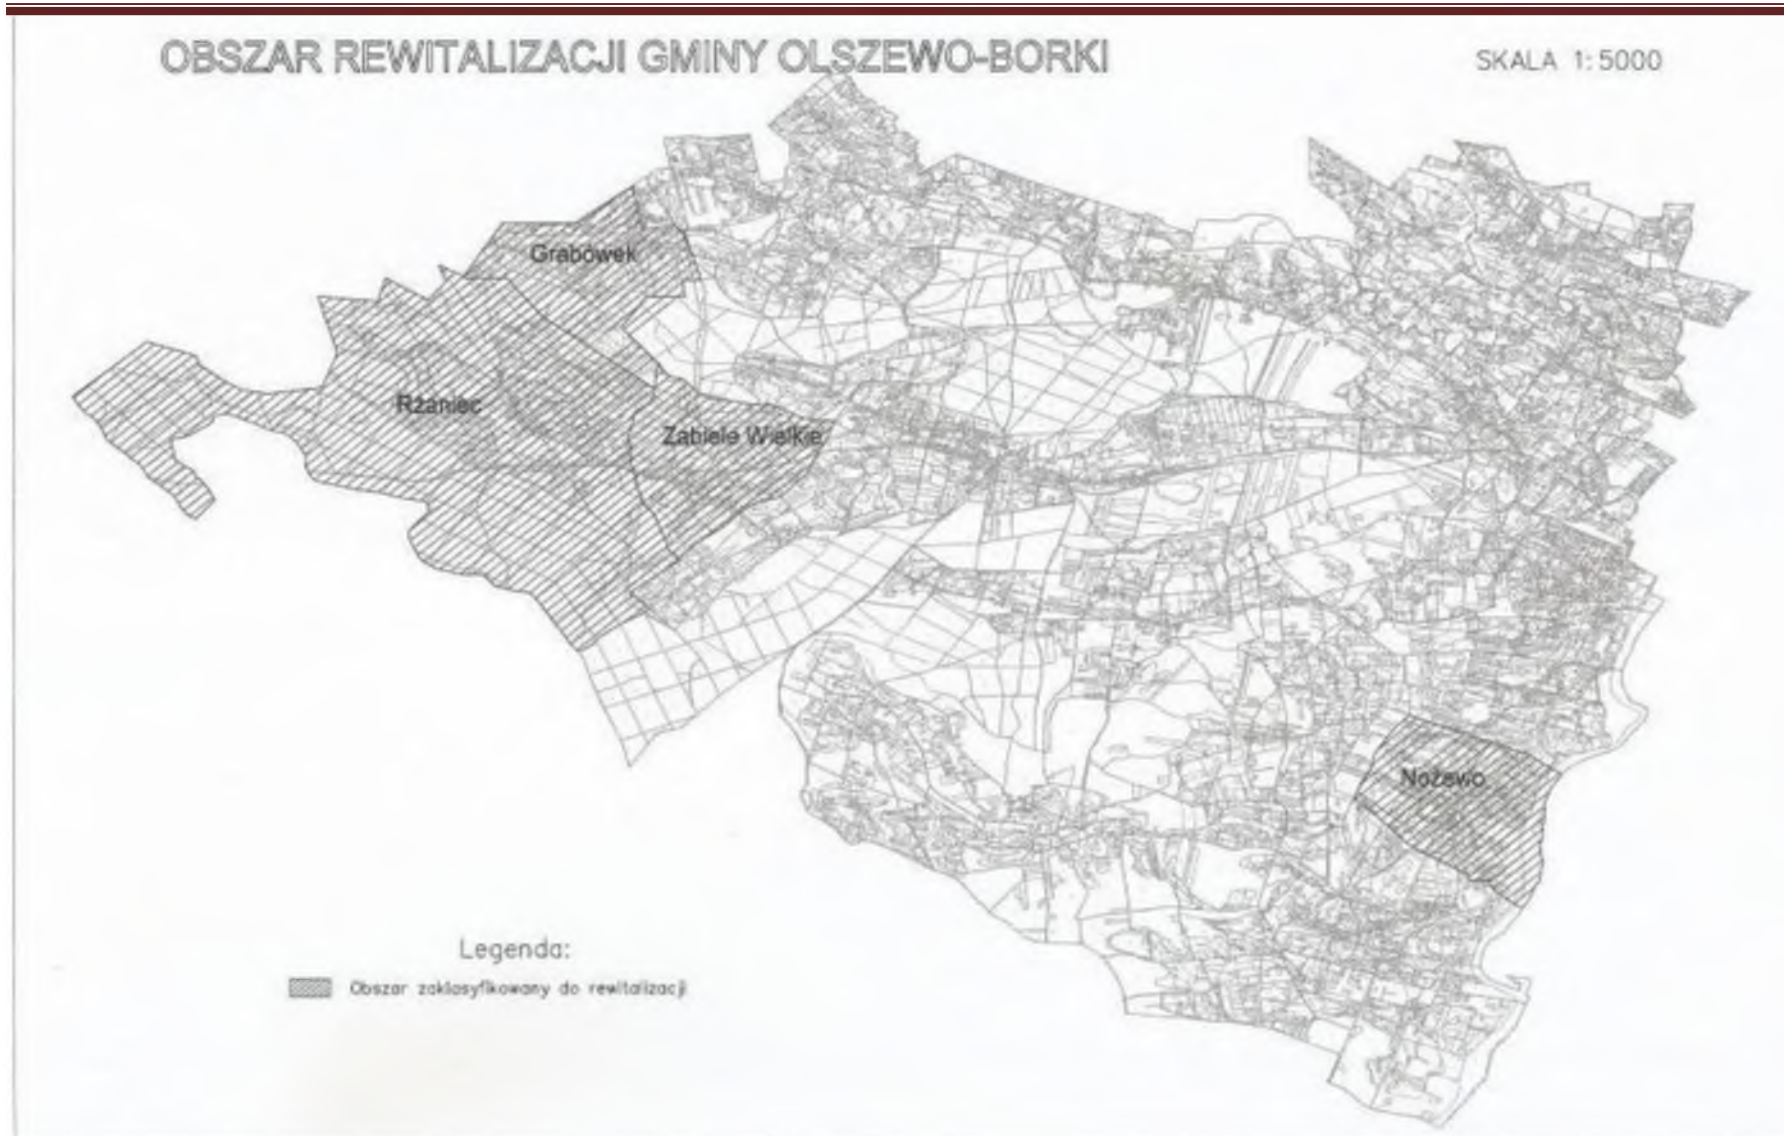 OBSZAR REWITALIZACJI GMINY OLSZEWO-BORKI
SKALA 1:5000
Grabówek
Rżaniec
Zabiele Wielkie
Nożewo
Legenda:
Obszar zaklasyfikowany do rewitalizacji